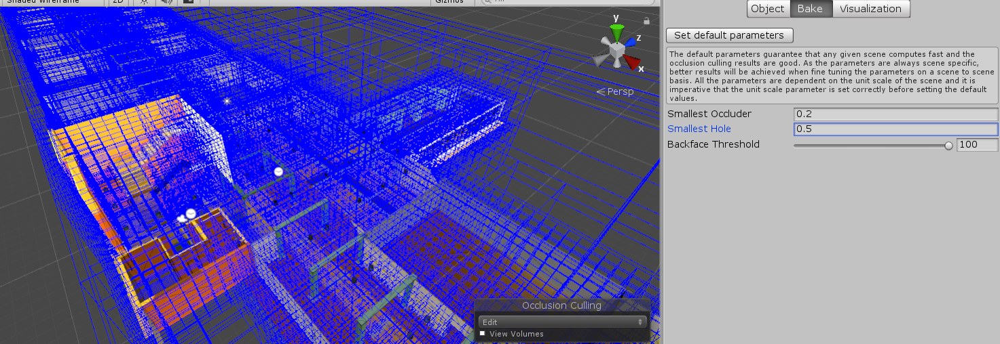 Shaded Wireframe
2D
Gizmos
All
y
z
x
Persp
Occlusion Culling
Edit
View Volumes
Object
Bake
Visualization
Set default parameters
The default parameters guarantee that any given scene computes fast and the
occlusion culling results are good. As the parameters are always scene specific,
better results will be achieved when fine tuning the parameters on a scene to scene
basis. All the parameters are dependent on the unit scale of the scene and it is
imperative that the unit scale parameter is set correctly before setting the default
values.
Smallest Occluder
0.2
Smallest Hole
0.5
Backface Threshold
100